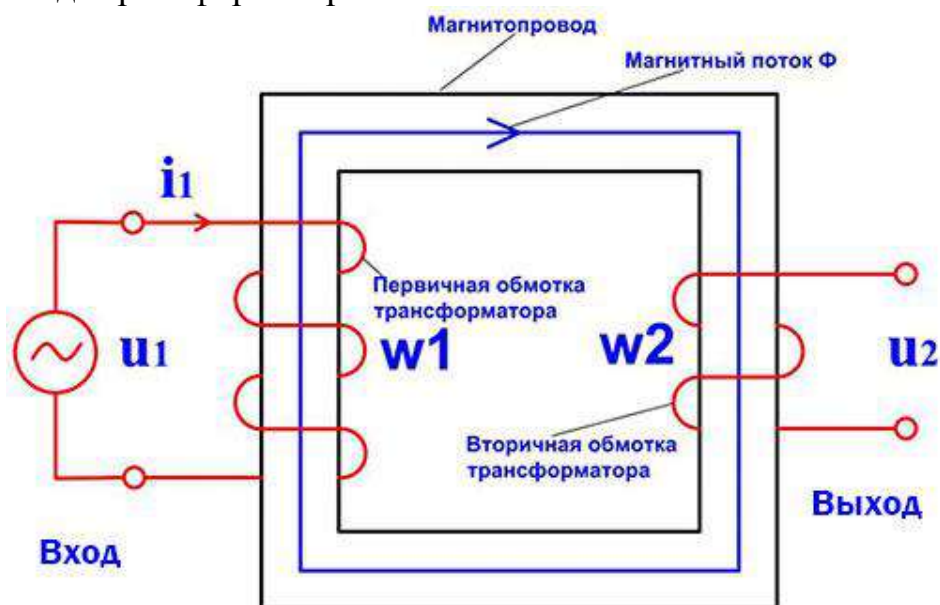 Магнитопровод
Магнитный поток Ф
i1
Первичная обмотка
трансформатора
u1
w1
w2
u2
Вторичная обмотка
трансформатора
Выход
Вход